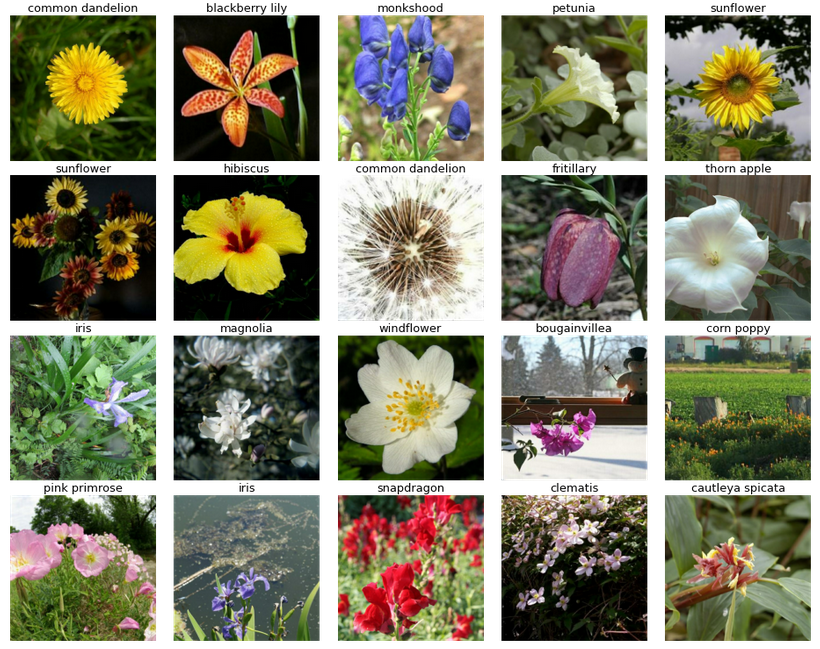 common dandelion
blackberry lily
monkshood
petunia
sunflower
sunflower
hibiscus
common dandelion
fritillary
thorn apple
iris
magnolia
windflower
bougainvillea
corn poppy
pink primrose
iris
snapdragon
clematis
cautleya spicata